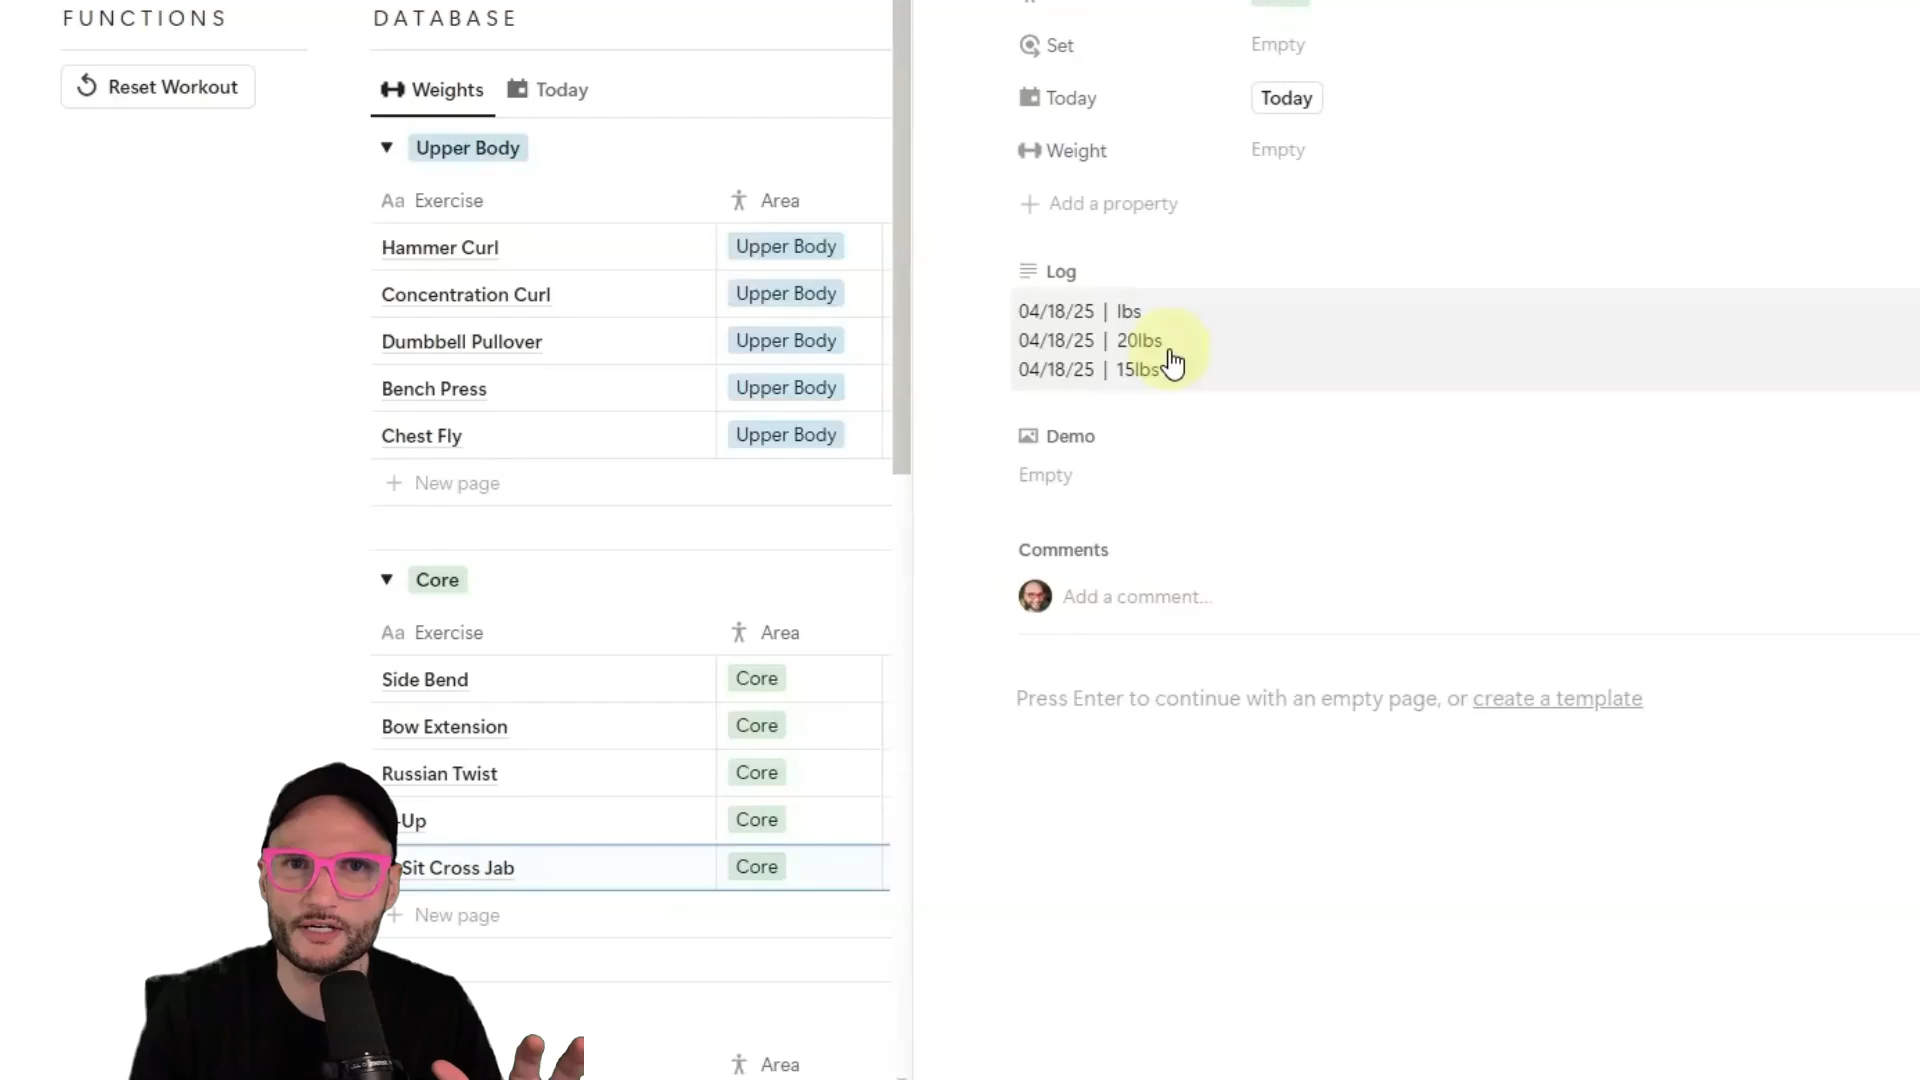 FUNCTIONS
Reset Workout
DATABASE
Weights
Today
Upper Body
Aa Exercise
Area
Hammer Curl
Upper Body
Concentration Curl
Upper Body
Dumbbell Pullover
Upper Body
Bench Press
Upper Body
Chest Fly
Upper Body
+ New page
Core
Aa Exercise
Area
Side Bend
Core
Bow Extension
Core
Russian Twist
Core
-Up
Core
Sit Cross Jab
Core
+ New page
Area
Set
Empty
Today
Today
Weight
Empty
+ Add a property
Log
04/18/25 | lbs
04/18/25 | 20lbs
04/18/25 | 15lbs
Demo
Empty
Comments
Add a comment...
Press Enter to continue with an empty page, or create a template